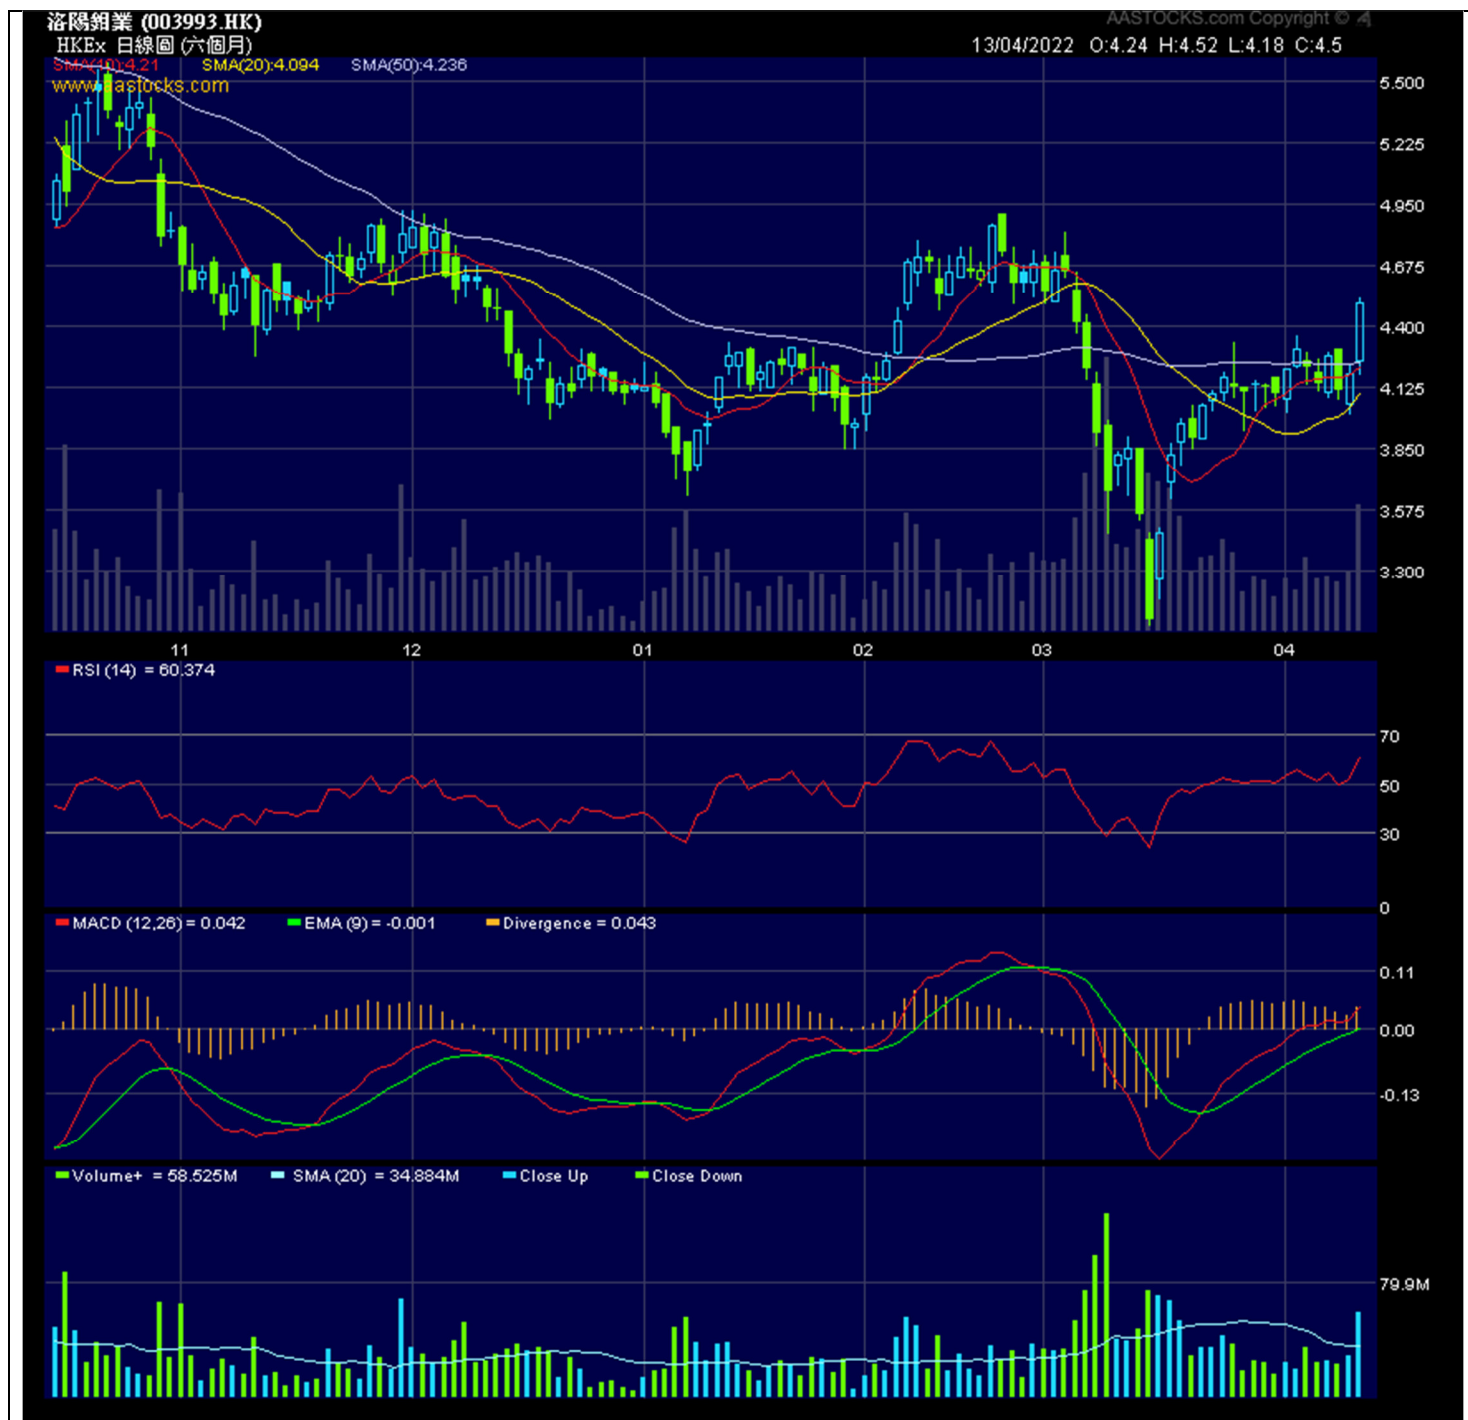 洛陽鉬業 (003993.HK)
AASTOCKS.com Copyright ©
HKEx 日線圖 (六個月)
13/04/2022 O:4.24 H:4.52 L:4.18 C:4.5
SMA(10):4.21 SMA(20):4.094 SMA(50):4.236
www.aastocks.com
5.500
5.225
4.950
4.675
4.400
4.125
3.850
3.575
3.300
11 12 01 02 03 04
RSI (14) = 60.374
70
50
30
0
MACD (12,26) = 0.042 EMA (9) = -0.001 Divergence = 0.043
0.11
0.00
-0.13
Volume+ = 58.525M SMA (20) = 34.884M Close Up Close Down
79.9M